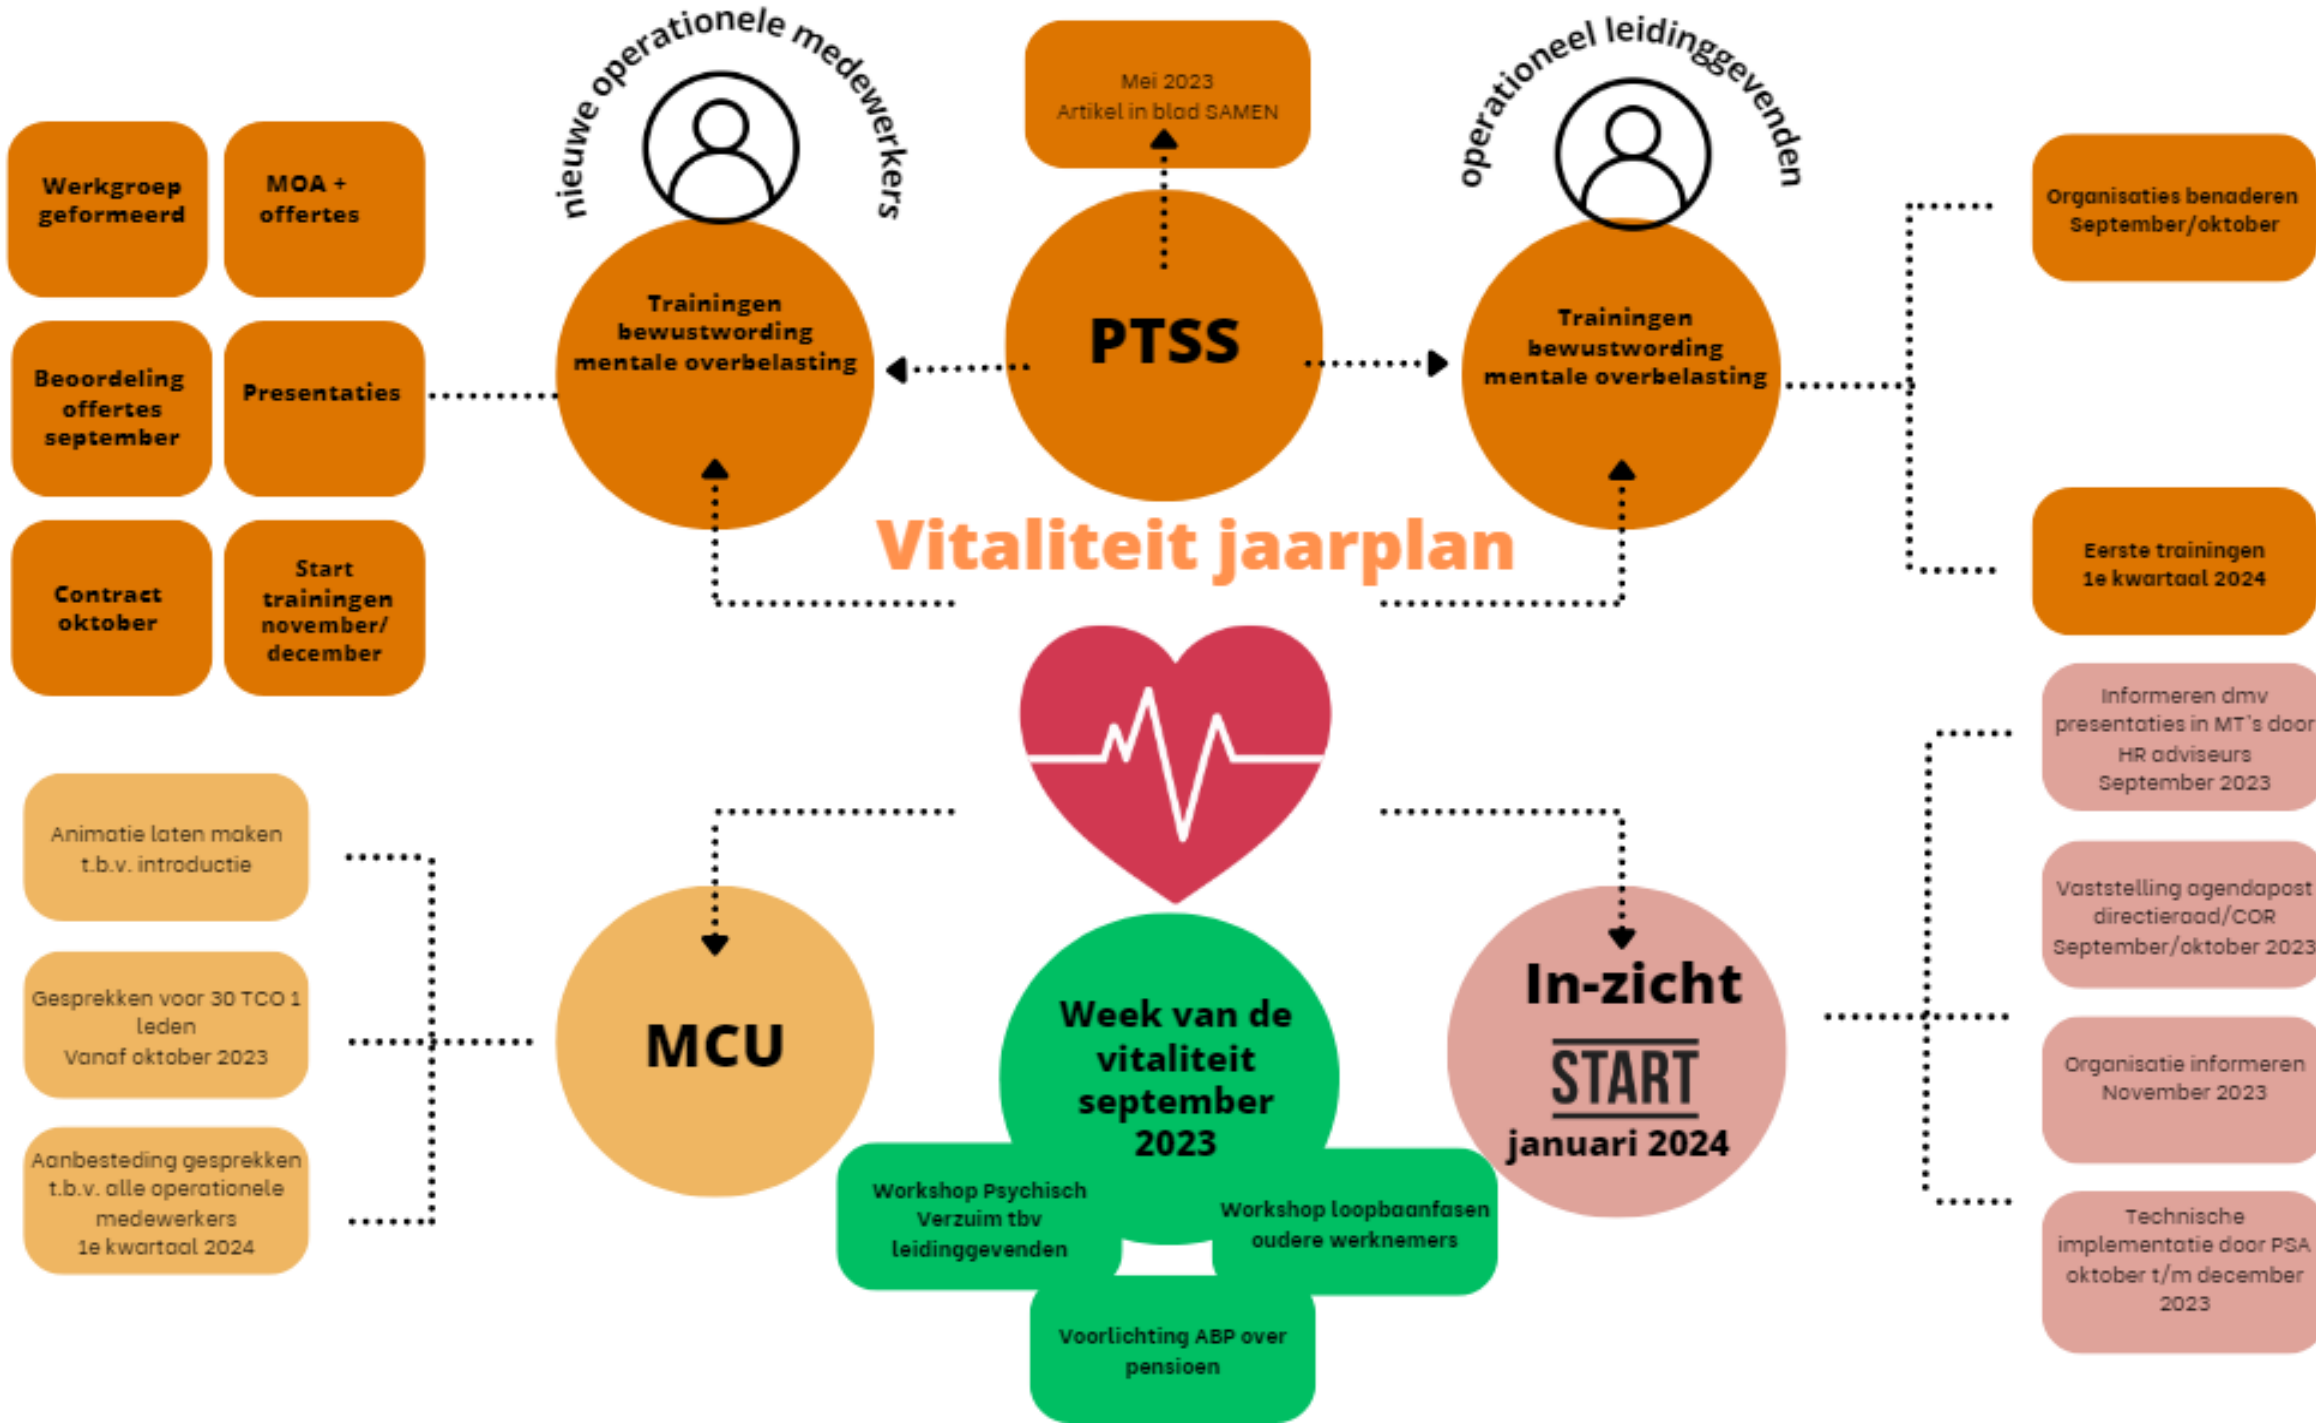 nieuwe operationele medewerkers
Mei 2023
Artikel in blad SAMEN
operationeel leidinggevenden
Werkgroep
geformeerd
MOA +
offertes
Beoordeling
offertes
september
Presentaties
Contract
oktober
Start
trainingen
november/
december
Trainingen
bewustwording
mentale overbelasting
PTSS
Trainingen
bewustwording
mentale overbelasting
Organisaties benaderen
September/oktober
Eerste trainingen
1e kwartaal 2024
Vitaliteit jaarplan
Animatie laten maken
t.b.v. introductie
Gesprekken voor 30 TCO 1
leden
Vanaf oktober 2023
Aanbesteding gesprekken
t.b.v. alle operationele
medewerkers
1e kwartaal 2024
MCU
Week van de
vitaliteit
september
2023
Workshop Psychisch
Verzuim tbv
leidinggevenden
Workshop loopbaanfasen
oudere werknemers
Voorlichting ABP over
pensioen
In-zicht
START
januari 2024
Informeren dmv
presentaties in MT's door
HR adviseurs
September 2023
Vaststelling agendapost
directieraad/COR
September/oktober 2023
Organisatie informeren
November 2023
Technische
implementatie door PSA
oktober t/m december
2023